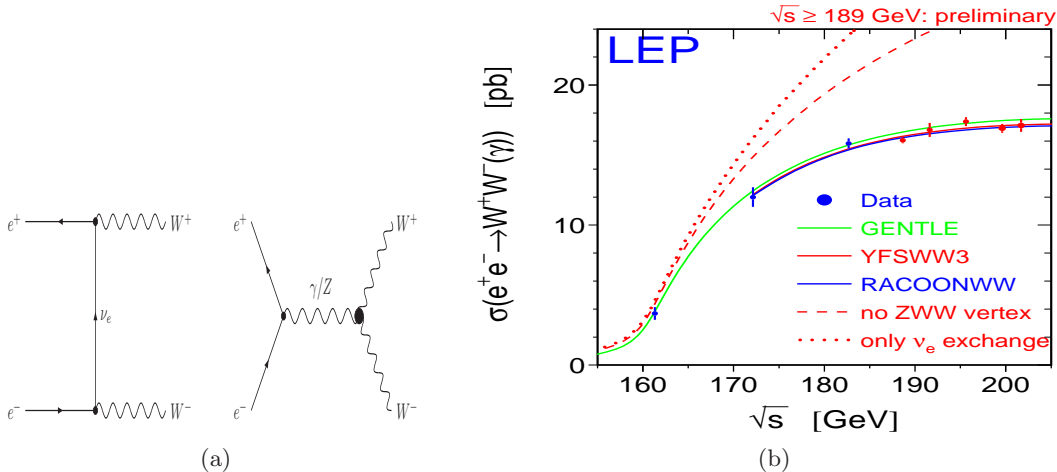 e⁺
W⁺
e⁺
W⁺
γ/Z
νₑ
e⁻
W⁻
e⁻
W⁻
(a)
√s ≥ 189 GeV: preliminary
LEP
σ(e⁺e⁻→W⁺W⁻(γ)) [pb]
20
10
0
Data
GENTLE
YFSWW3
RACOONWW
no ZWW vertex
only νₑ exchange
160 170 180 190 200
√s [GeV]
(b)